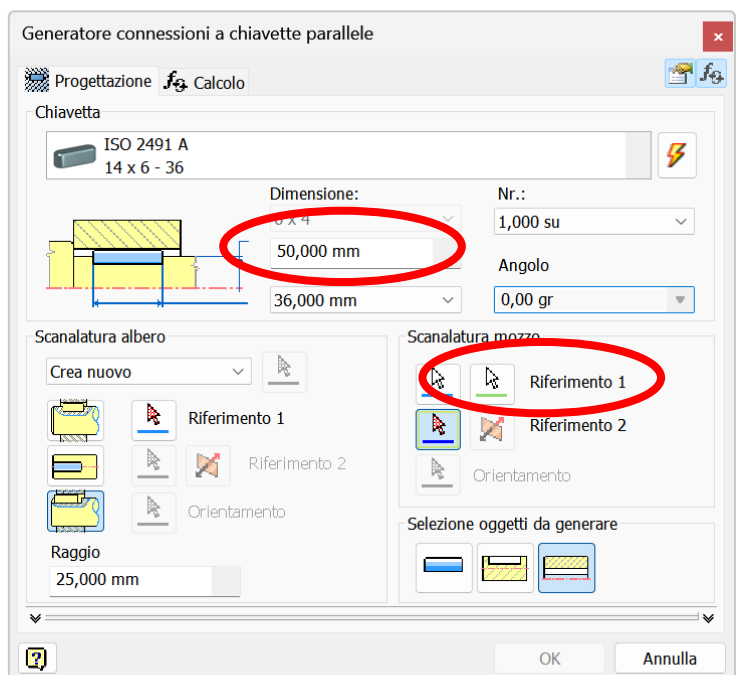 Generatore connessioni a chiavette parallele
Progettazione
Calcolo
Chiavetta
ISO 2491 A
14 x 6 - 36
Dimensione:
Nr.:
1,000 su
50,000 mm
Angolo
36,000 mm
0,00 gr
Scanalatura albero
Crea nuovo
Riferimento 1
Riferimento 2
Orientamento
Raggio
25,000 mm
Scanalatura mozzo
Riferimento 1
Riferimento 2
Orientamento
Selezione oggetti da generare
OK
Annulla